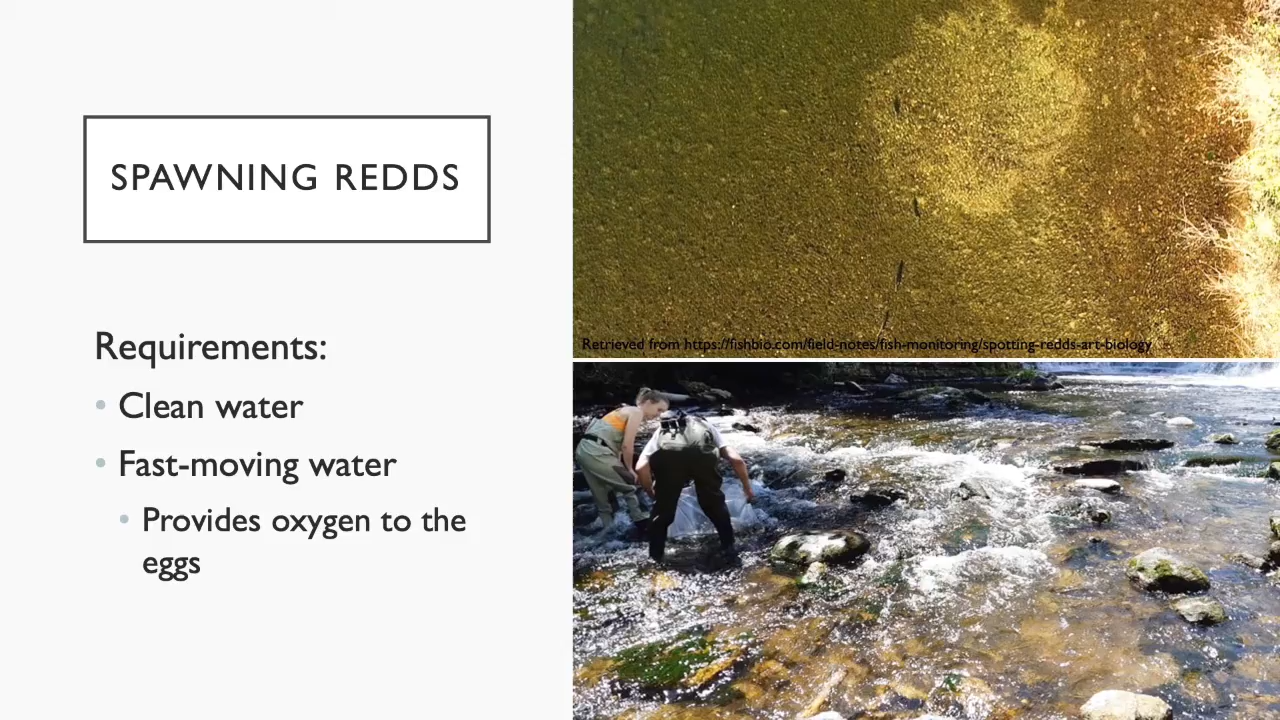 SPAWNING REDDS
Requirements:
Clean water
Fast-moving water
Provides oxygen to the
eggs
Retrieved from https://fishbio.com/field-notes/fish-monitoring/spotting-redds-art-biology